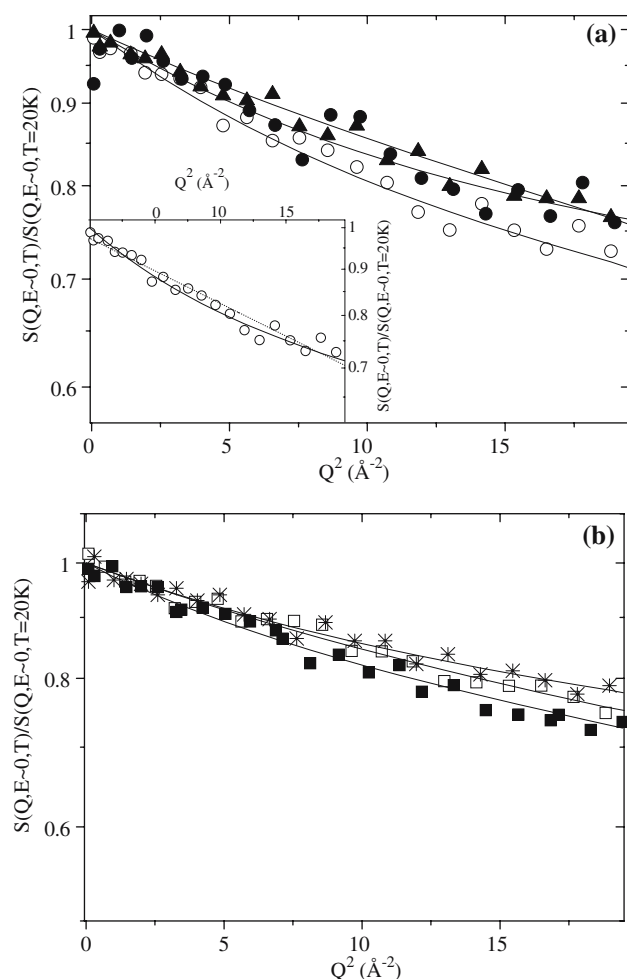 (a)
1
0.9
0.8
0.7
0.6
S(Q,E~0,T)/S(Q,E~0,T=20K)
Q² (Å⁻²)
0 5 10 15
Q² (Å⁻²)
0 5 10 15
1
0.9
0.8
0.7
S(Q,E~0,T)/S(Q,E~0,T=20K)
(b)
1
0.8
0.6
S(Q,E~0,T)/S(Q,E~0,T=20K)
0 5 10 15
Q² (Å⁻²)